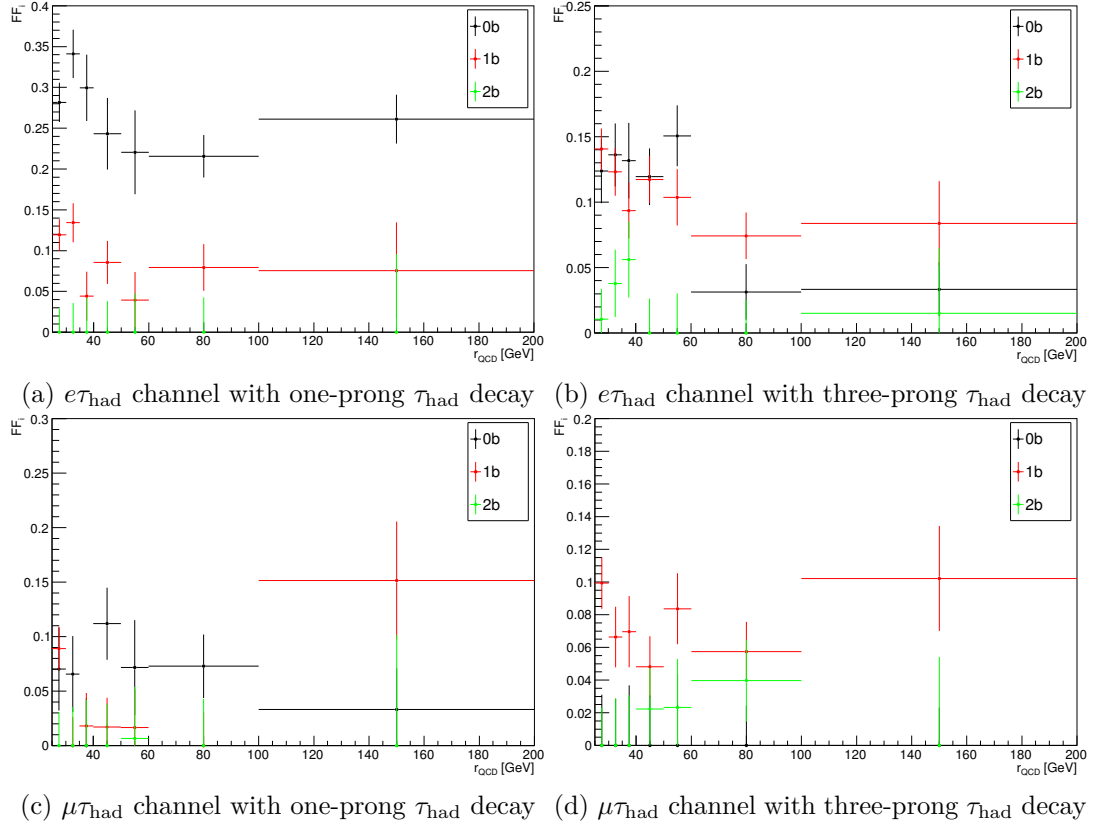 FF
0.4
0.35
0.3
0.25
0.2
0.15
0.1
0.05
0
40 60 80 100 120 140 160 180 200
r_QCD [GeV]
0b
1b
2b
(a) eτ_had channel with one-prong τ_had decay
FF
0.25
0.2
0.15
0.1
0.05
0
40 60 80 100 120 140 160 180 200
r_QCD [GeV]
0b
1b
2b
(b) eτ_had channel with three-prong τ_had decay
FF
0.3
0.25
0.2
0.15
0.1
0.05
0
40 60 80 100 120 140 160 180 200
r_QCD [GeV]
0b
1b
2b
(c) μτ_had channel with one-prong τ_had decay
FF
0.2
0.18
0.16
0.14
0.12
0.1
0.08
0.06
0.04
0.02
0
40 60 80 100 120 140 160 180 200
r_QCD [GeV]
0b
1b
2b
(d) μτ_had channel with three-prong τ_had decay